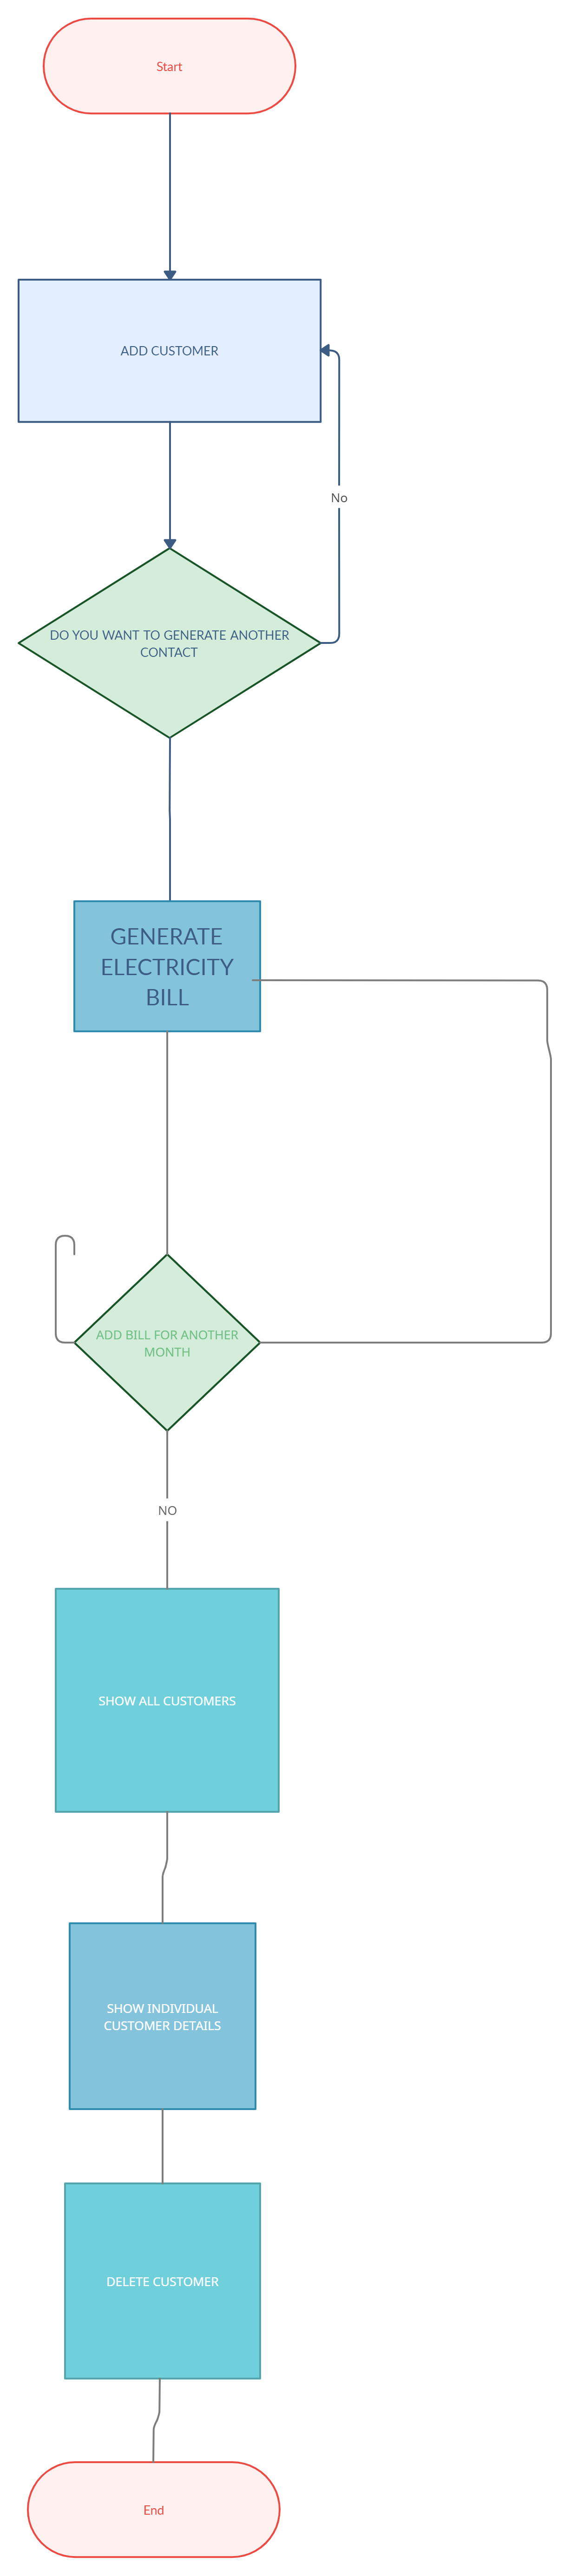 Start
ADD CUSTOMER
No
DO YOU WANT TO GENERATE ANOTHER
CONTACT
GENERATE
ELECTRICITY
BILL
ADD BILL FOR ANOTHER
MONTH
NO
SHOW ALL CUSTOMERS
SHOW INDIVIDUAL
CUSTOMER DETAILS
DELETE CUSTOMER
End